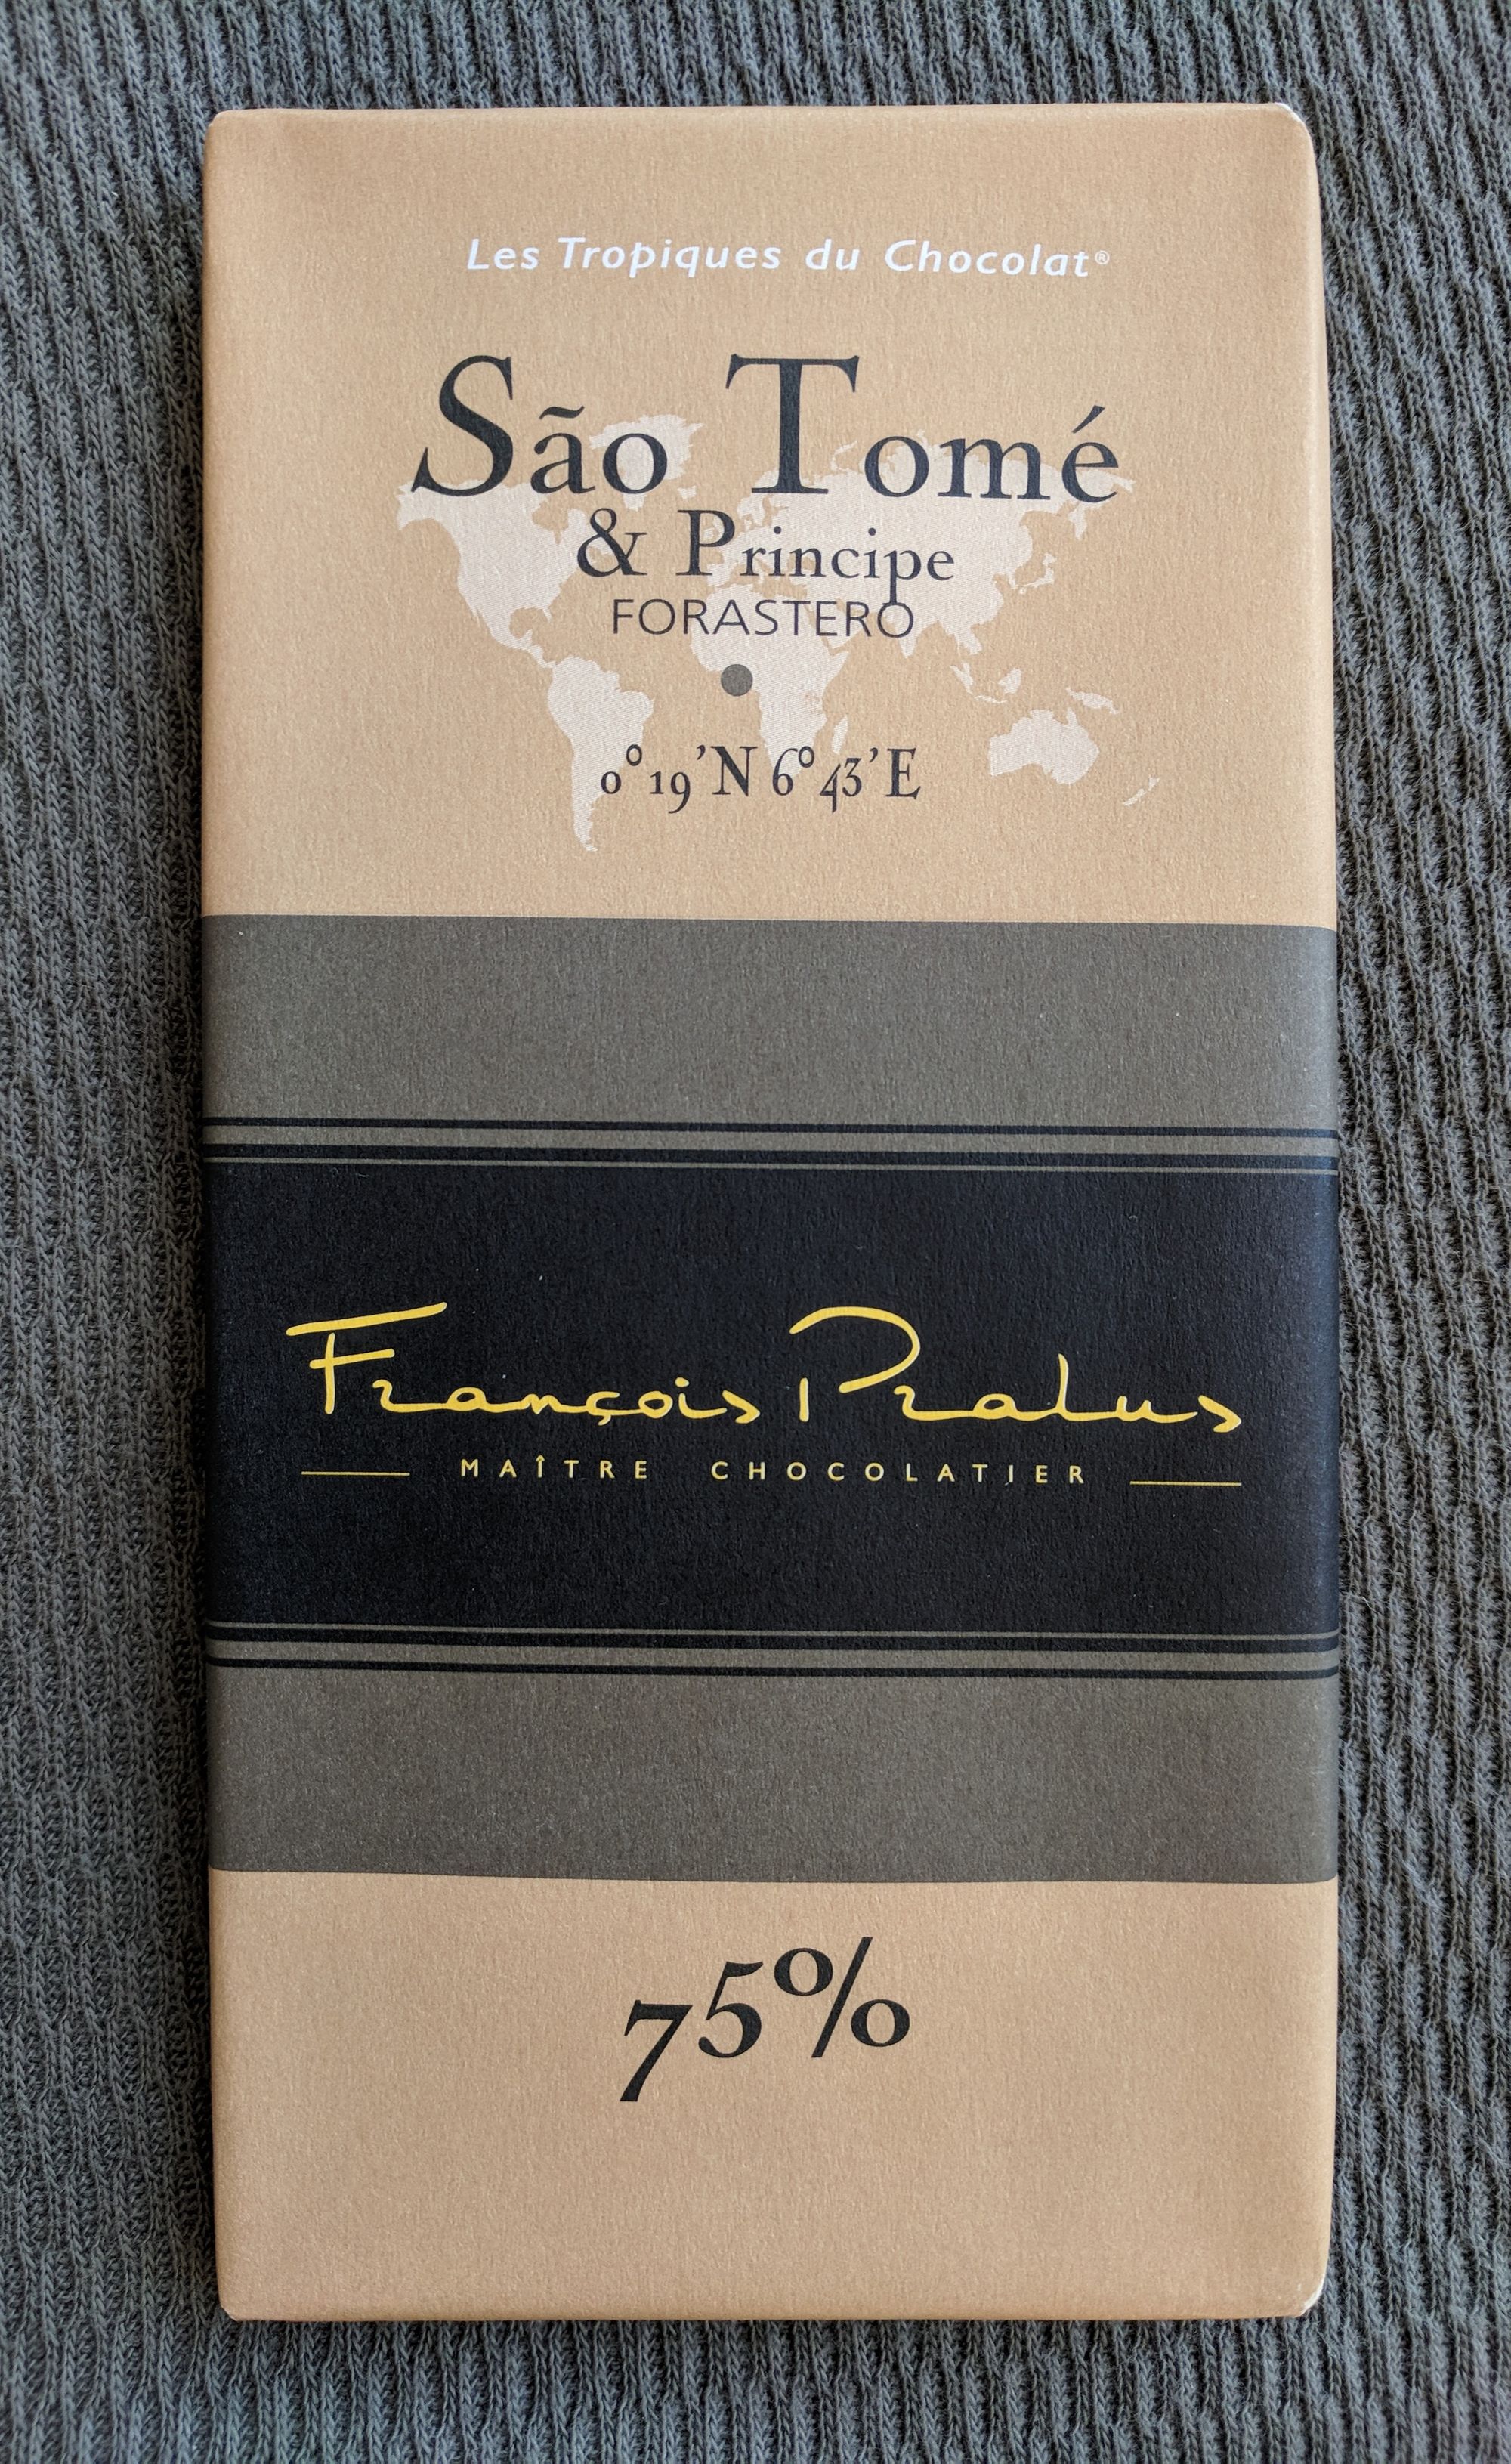 Les Tropiques du Chocolat®
São Tomé
& Principe
FORASTERO
0°19'N 6°43'E
François Pralus
MAÎTRE CHOCOLATIER
75%